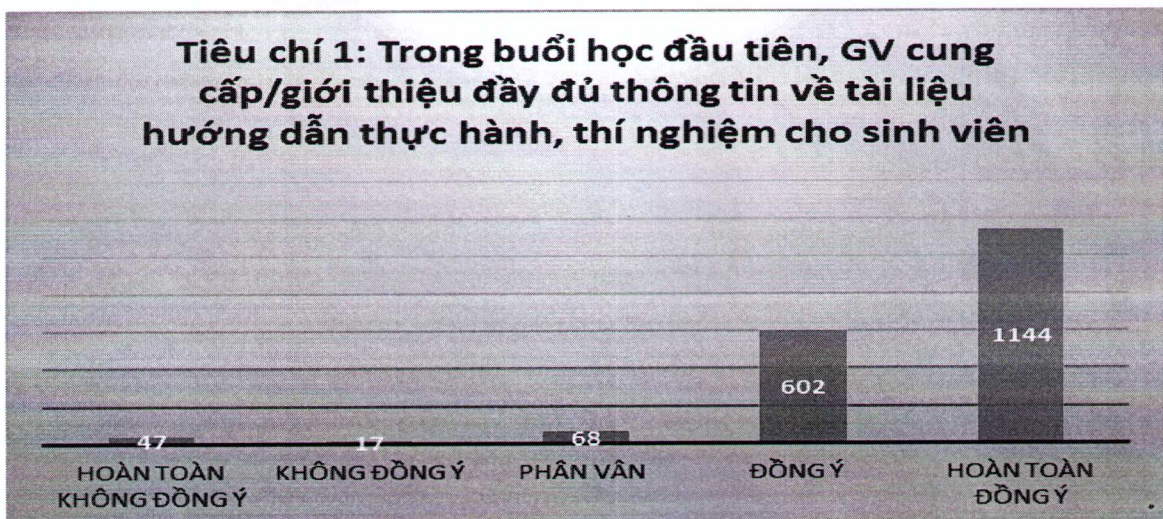 Tiêu chí 1: Trong buổi học đầu tiên, GV cung
cấp/giới thiệu đầy đủ thông tin về tài liệu
hướng dẫn thực hành, thí nghiệm cho sinh viên
1144
602
47
17
68
HOÀN TOÀN
KHÔNG ĐỒNG Ý
KHÔNG ĐỒNG Ý
PHÂN VÂN
ĐỒNG Ý
HOÀN TOÀN
ĐỒNG Ý